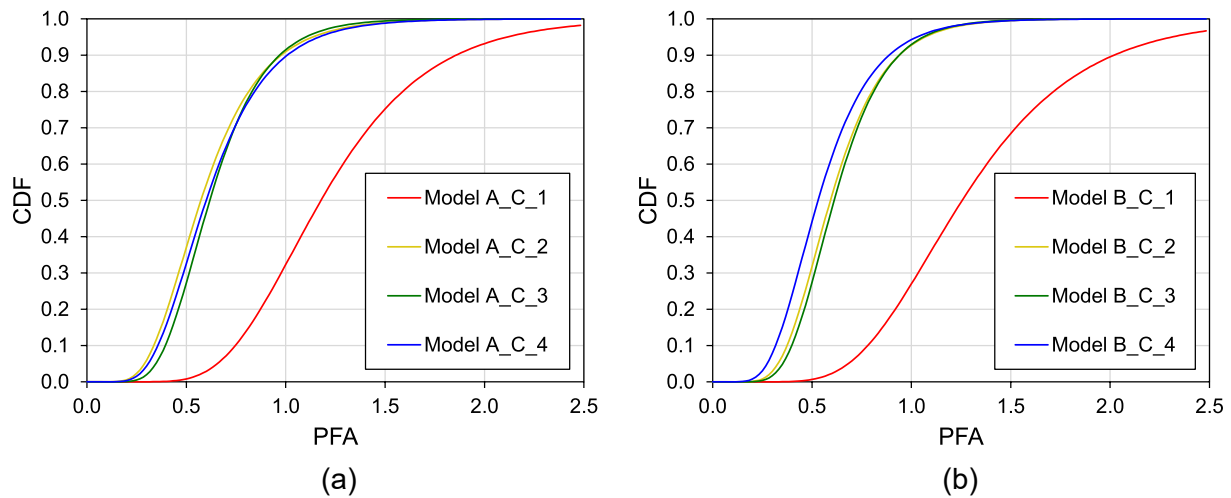 1.0
0.9
0.8
0.7
0.6
0.5
0.4
0.3
0.2
0.1
0.0
CDF
0.0 0.5 1.0 1.5 2.0 2.5
PFA
Model A_C_1
Model A_C_2
Model A_C_3
Model A_C_4
(a)
1.0
0.9
0.8
0.7
0.6
0.5
0.4
0.3
0.2
0.1
0.0
CDF
0.0 0.5 1.0 1.5 2.0 2.5
PFA
Model B_C_1
Model B_C_2
Model B_C_3
Model B_C_4
(b)